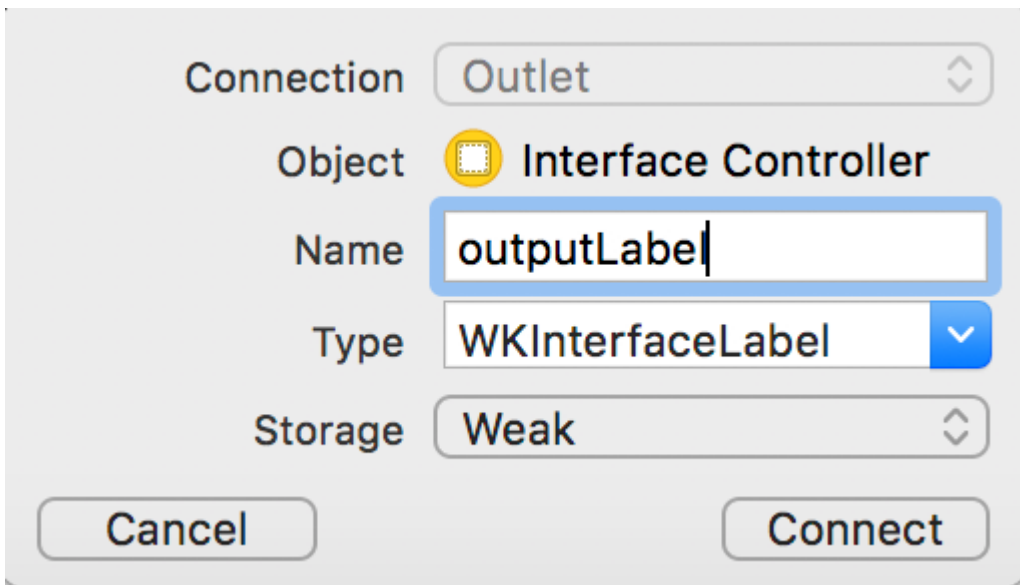 Connection Outlet
Object Interface Controller
Name outputLabel
Type WKInterfaceLabel
Storage Weak
Cancel Connect